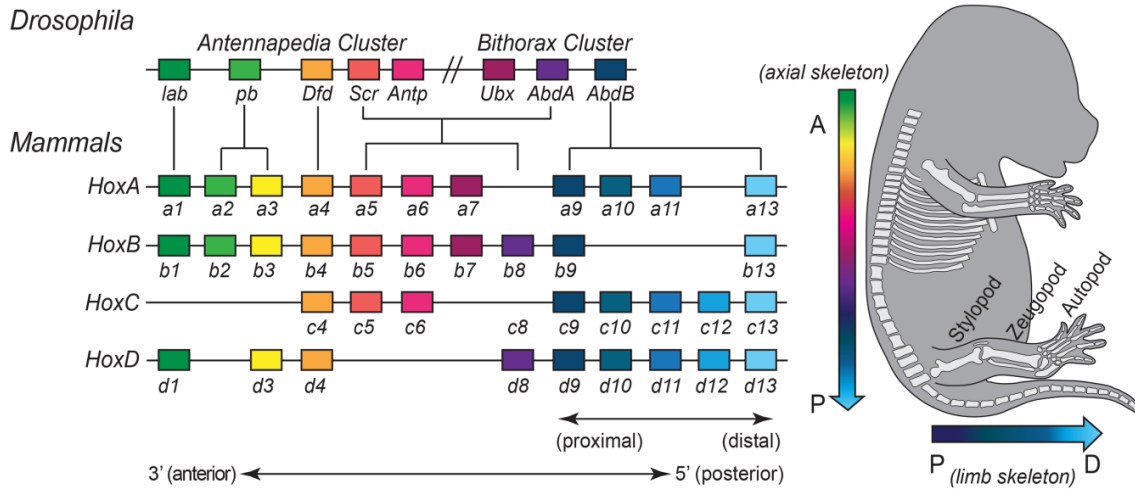 Drosophila
Antennapedia Cluster Bithorax Cluster
lab pb Dfd Scr Antp Ubx AbdA AbdB
Mammals
HoxA
a1 a2 a3 a4 a5 a6 a7 a9 a10 a11 a13
HoxB
b1 b2 b3 b4 b5 b6 b7 b8 b9 b13
HoxC
c4 c5 c6 c8 c9 c10 c11 c12 c13
HoxD
d1 d3 d4 d8 d9 d10 d11 d12 d13
(proximal) (distal)
3' (anterior) 5' (posterior)
(axial skeleton)
A
P
Stylopod
Zeugopod
Autopod
P (limb skeleton) D